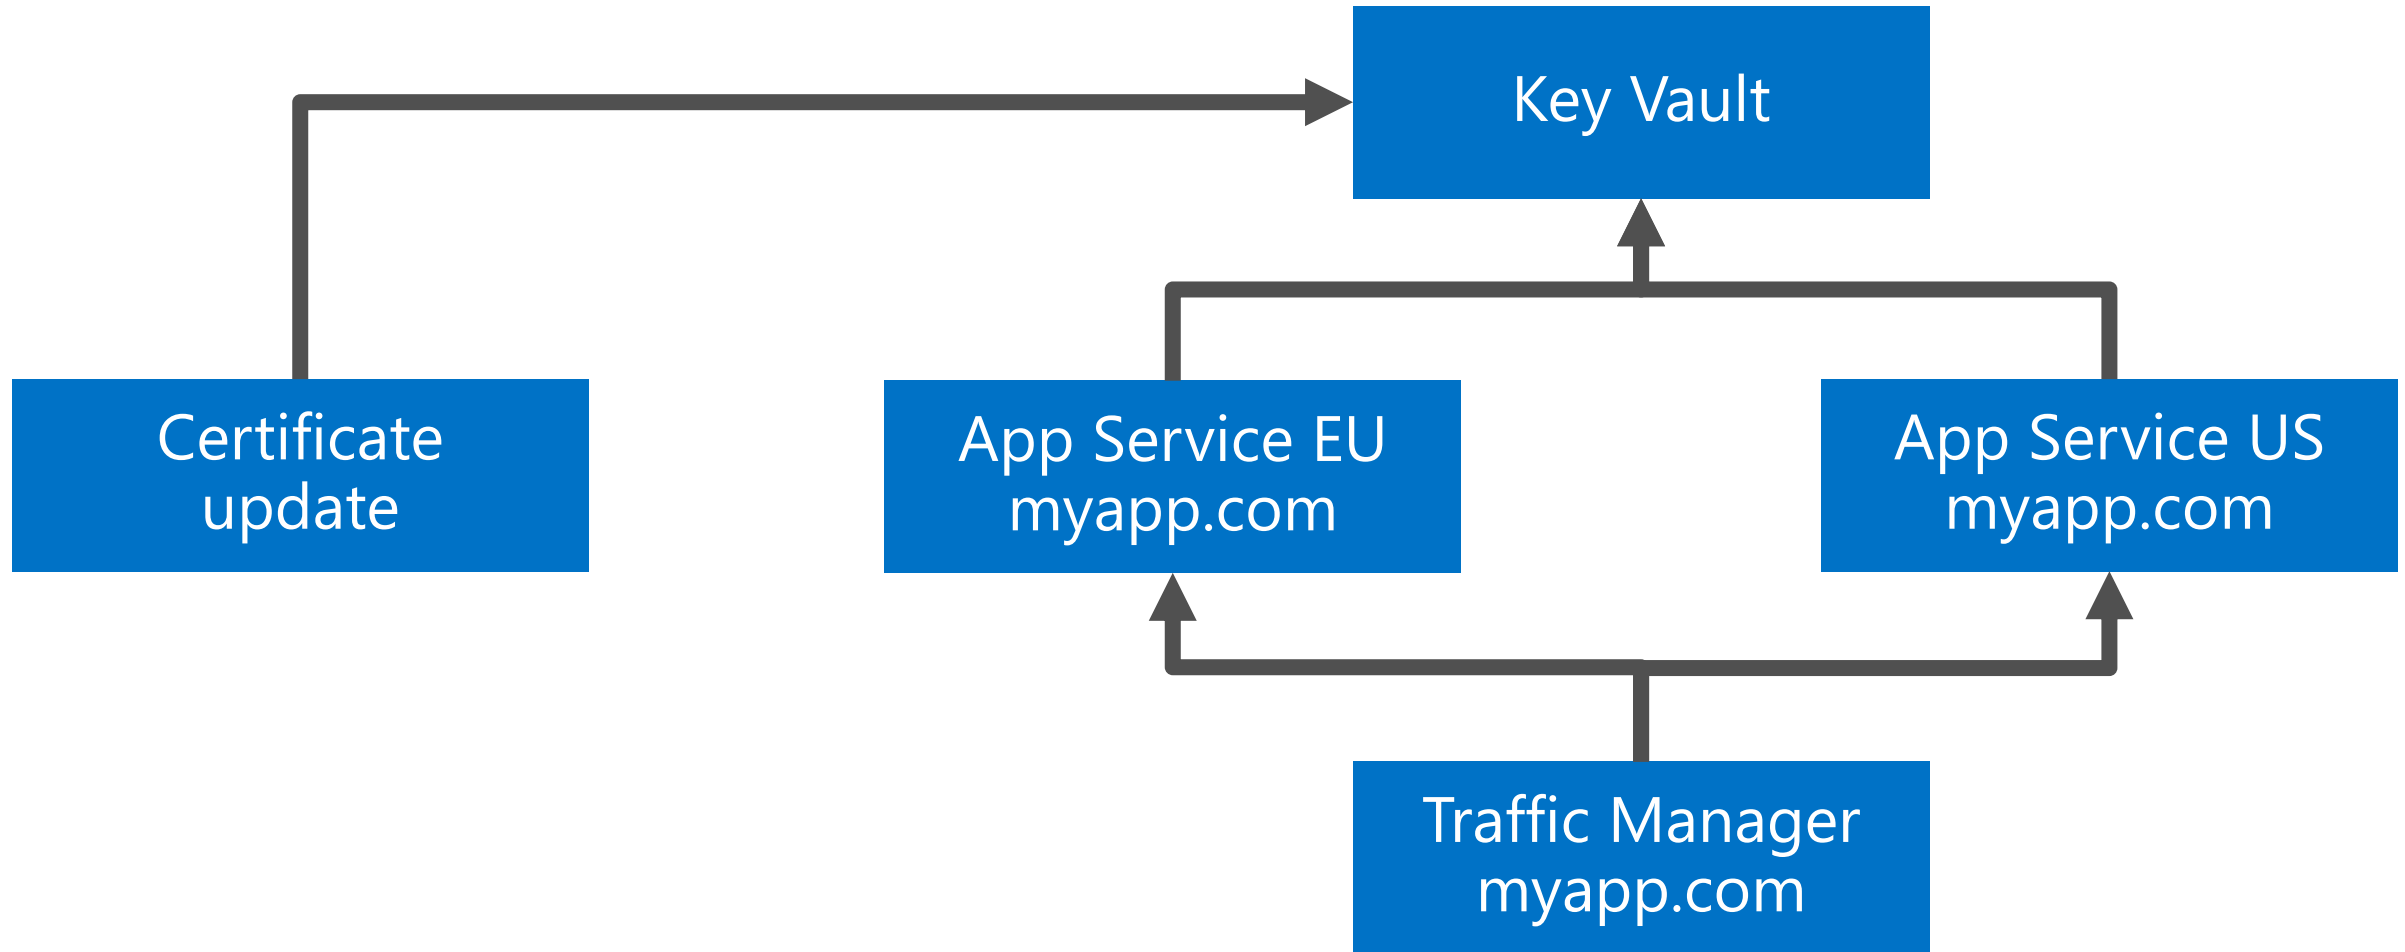 Key Vault
Certificate
update
App Service EU
myapp.com
App Service US
myapp.com
Traffic Manager
myapp.com